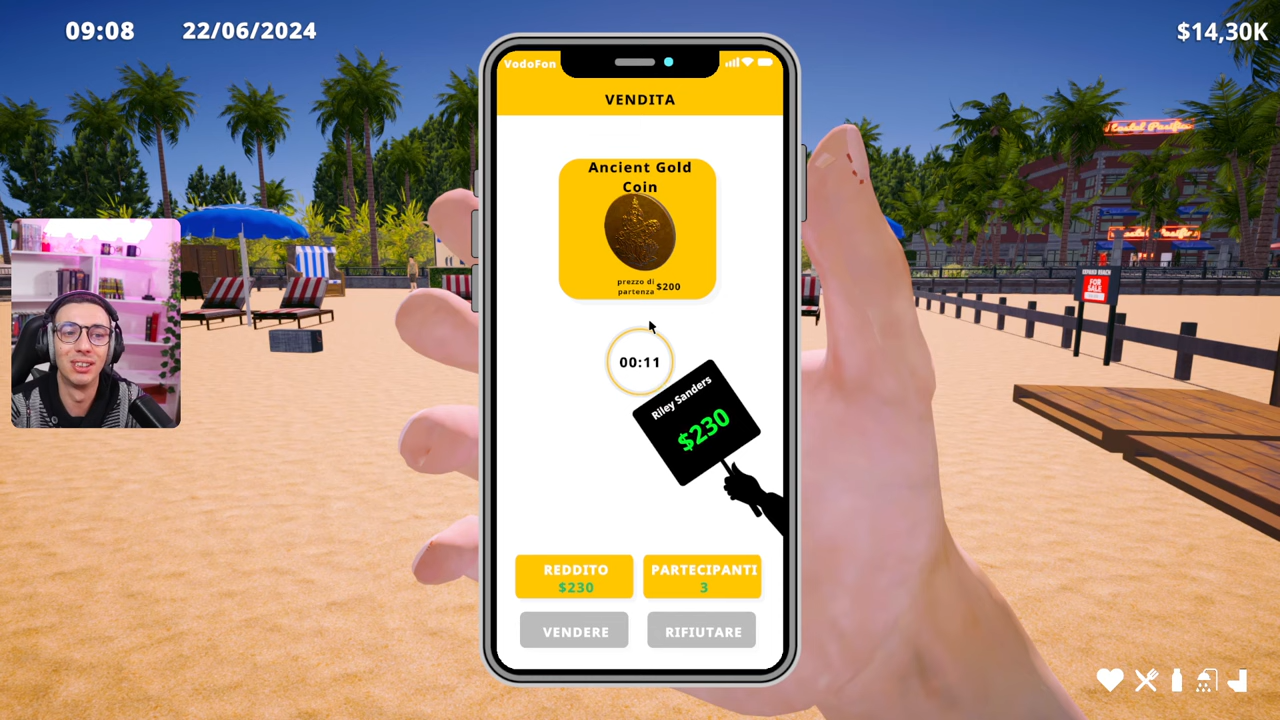 09:08 22/06/2024
$14,30K
VodoFon
VENDITA
Ancient Gold
Coin
prezzo di
partenza $200
00:11
Riley Sanders
$230
REDDITO
$230
PARTECIPANTI
3
VENDERE
RIFIUTARE
FOR
SALE